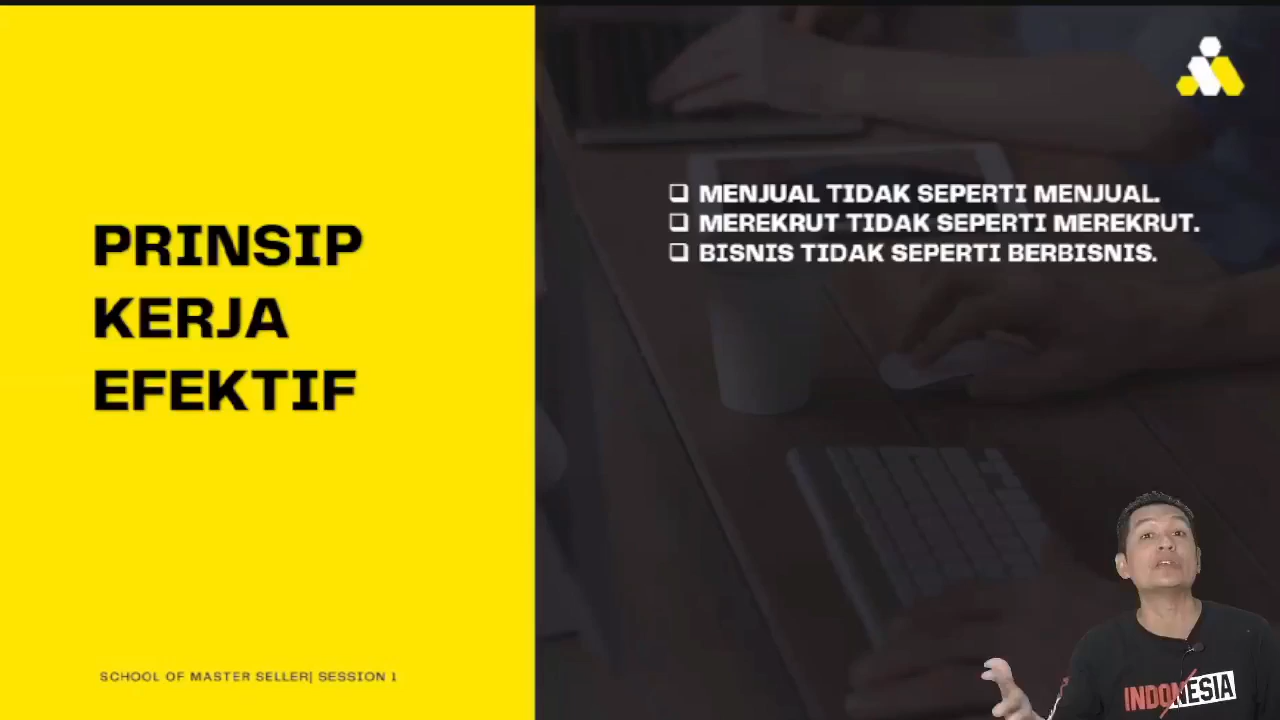 PRINSIP
KERJA
EFEKTIF
❑ MENJUAL TIDAK SEPERTI MENJUAL.
❑ MEREKRUT TIDAK SEPERTI MEREKRUT.
❑ BISNIS TIDAK SEPERTI BERBISNIS.
SCHOOL OF MASTER SELLER| SESSION 1
INDONESIA